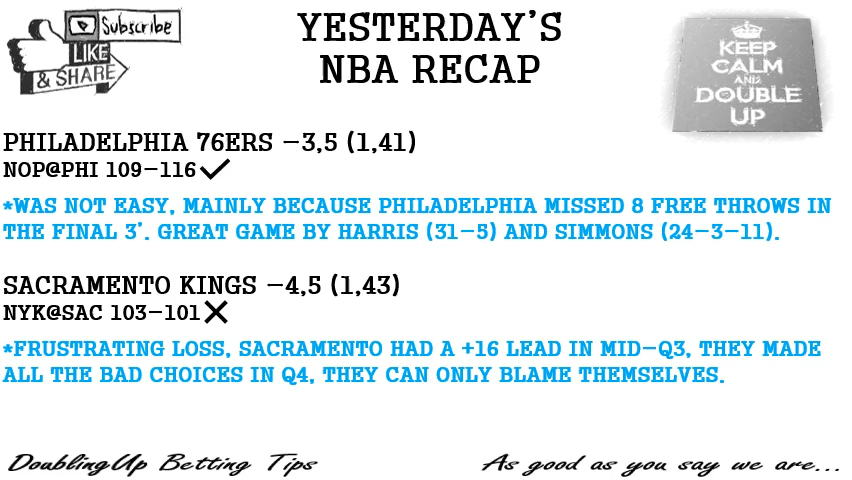 Subscribe
LIKE
& SHARE
YESTERDAY'S
NBA RECAP
KEEP
CALM
AND
DOUBLE
UP
PHILADELPHIA 76ERS -3,5 (1,41)
NOP@PHI 109-116
*WAS NOT EASY, MAINLY BECAUSE PHILADELPHIA MISSED 8 FREE THROWS IN
THE FINAL 3'. GREAT GAME BY HARRIS (31-5) AND SIMMONS (24-3-11).
SACRAMENTO KINGS -4,5 (1,43)
NYK@SAC 103-101
*FRUSTRATING LOSS, SACRAMENTO HAD A +16 LEAD IN MID-Q3, THEY MADE
ALL THE BAD CHOICES IN Q4, THEY CAN ONLY BLAME THEMSELVES.
DoublingUp Betting Tips
As good as you say we are...